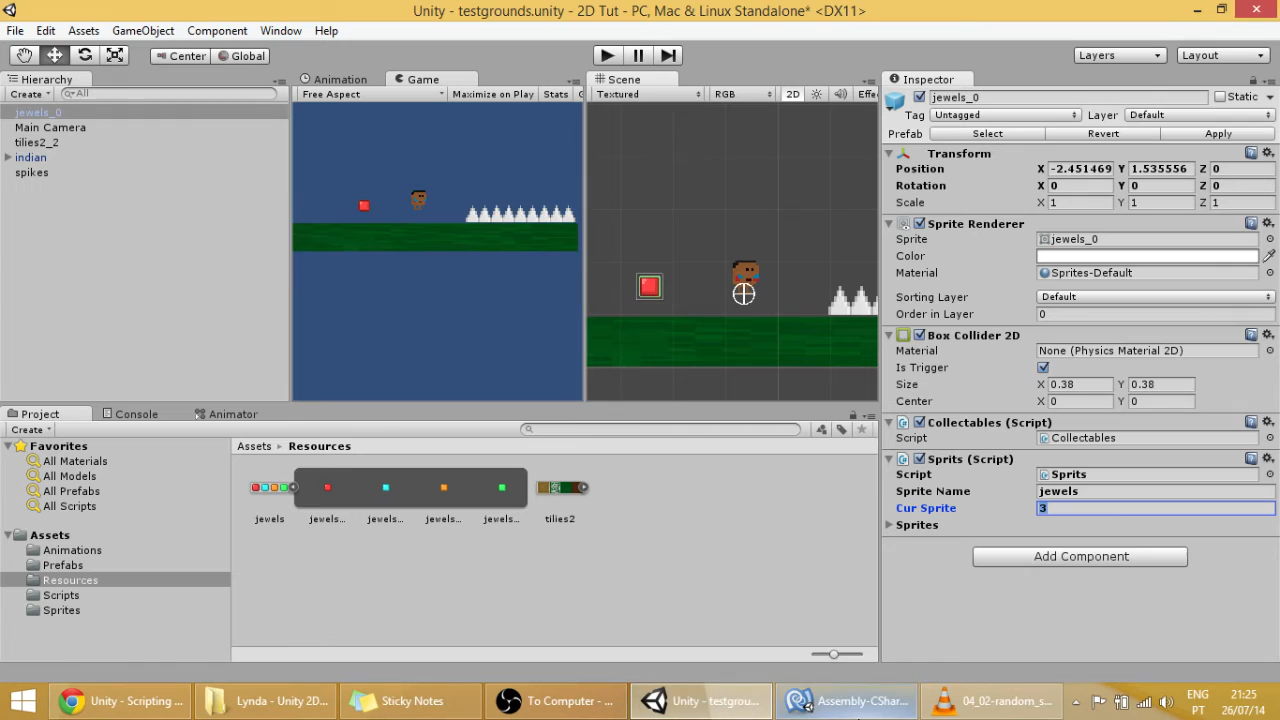 Unity - testgrounds.unity - 2D Tut - PC, Mac & Linux Standalone* <DX11>
File Edit Assets GameObject Component Window Help
Center Global Layers Layout
Hierarchy
Create All
jewels_0
Main Camera
tilies2_2
indian
spikes
Animation Game
Free Aspect Maximize on Play Stats
Scene
Textured RGB 2D Effe
Inspector
jewels_0 Static
Tag Untagged Layer Default
Prefab Select Revert Apply
Transform
Position X -2.451469 Y 1.535556 Z 0
Rotation X 0 Y 0 Z 0
Scale X 1 Y 1 Z 1
Sprite Renderer
Sprite jewels_0
Color
Material Sprites-Default
Sorting Layer Default
Order in Layer 0
Box Collider 2D
Material None (Physics Material 2D)
Is Trigger
Size X 0.38 Y 0.38
Center X 0 Y 0
Collectables (Script)
Script Collectables
Sprits (Script)
Script Sprits
Sprite Name jewels
Cur Sprite 3
Sprites
Add Component
Project Console Animator
Create
Favorites
All Materials
All Models
All Prefabs
All Scripts
Assets
Animations
Prefabs
Resources
Scripts
Sprites
Assets Resources
jewels jewels... jewels... jewels... jewels... tilies2
Unity - Scripting ... Lynda - Unity 2D... Sticky Notes To Computer - ... Unity - testgrou... Assembly-CShar... 04_02-random_s...
ENG 21:25
PT 26/07/14